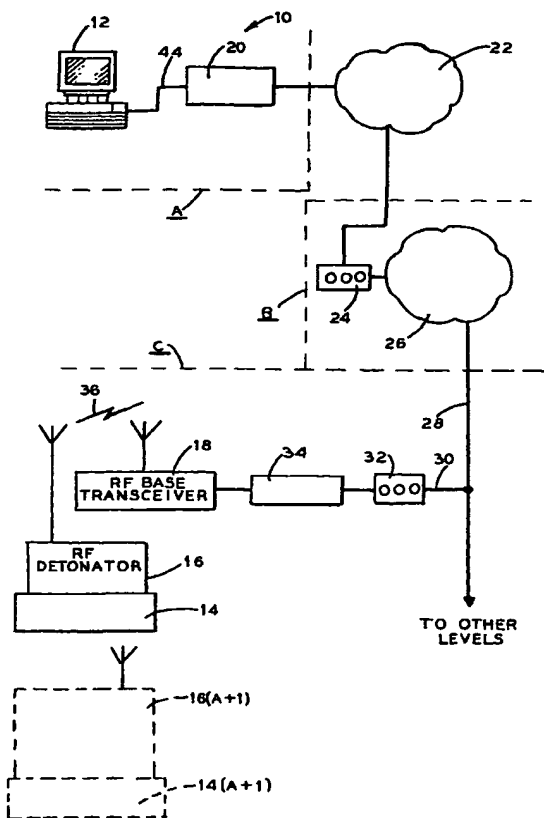 12
44
20
10
22
A
B
24
26
C
36
28
18
34
32
30
RF BASE
TRANSCEIVER
RF
DETONATOR
16
14
TO OTHER
LEVELS
16(A+1)
14(A+1)